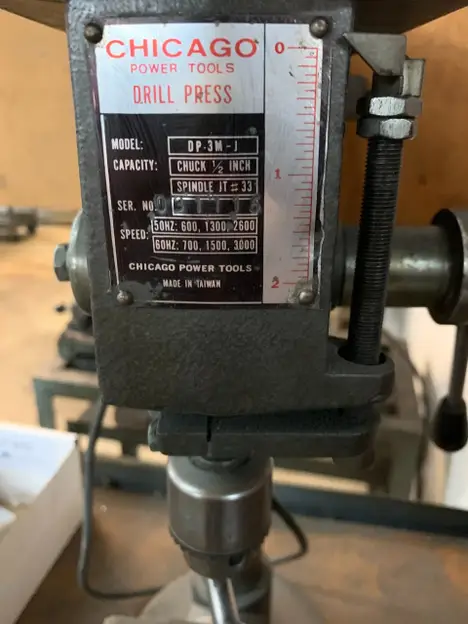 CHICAGO
POWER TOOLS
DRILL PRESS
MODEL: DP-3M-J
CAPACITY: CHUCK 1/2 INCH
SPINDLE JT#33
SER. NO.
SPEED: 50HZ: 600, 1300, 2600
60HZ: 700, 1500, 3000
CHICAGO POWER TOOLS
MADE IN TAIWAN
0
1
2